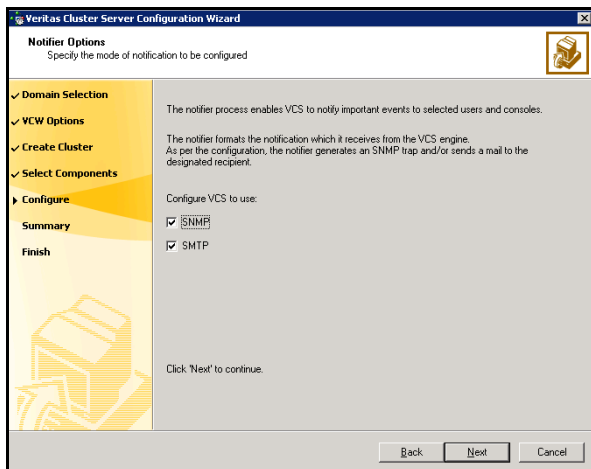 Veritas Cluster Server Configuration Wizard
Notifier Options
Specify the mode of notification to be configured
Domain Selection
VCW Options
Create Cluster
Select Components
Configure
Summary
Finish
The notifier process enables VCS to notify important events to selected users and consoles.
The notifier formats the notification which it receives from the VCS engine.
As per the configuration, the notifier generates an SNMP trap and/or sends a mail to the
designated recipient.
Configure VCS to use:
SNMP
SMTP
Click 'Next' to continue.
Back Next Cancel